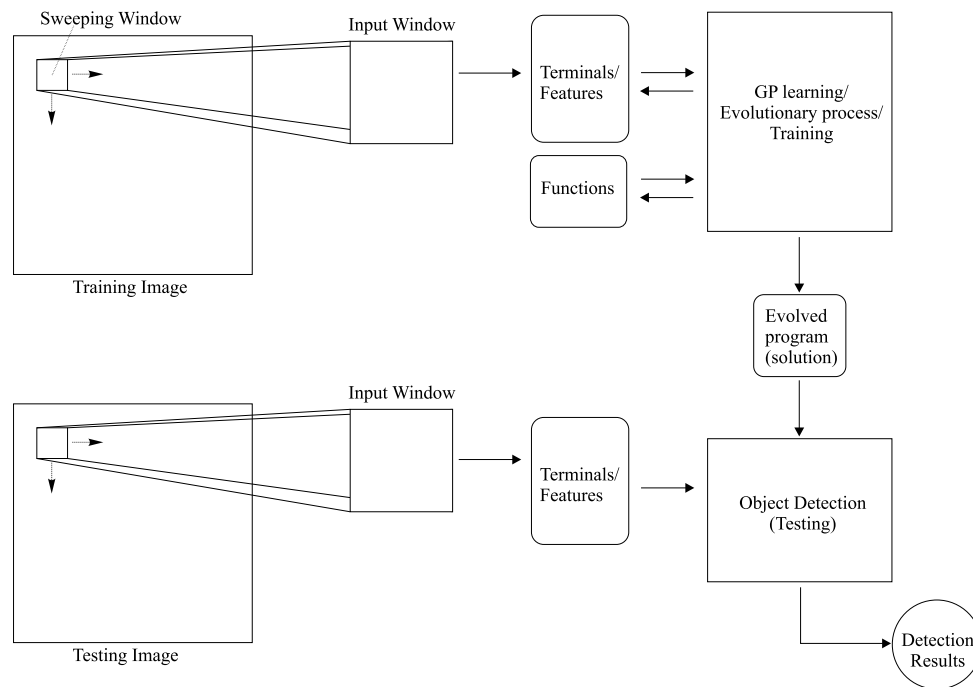 Sweeping Window
Input Window
Terminals/
Features
GP learning/
Evolutionary process/
Training
Functions
Training Image
Evolved
program
(solution)
Input Window
Terminals/
Features
Object Detection
(Testing)
Testing Image
Detection
Results